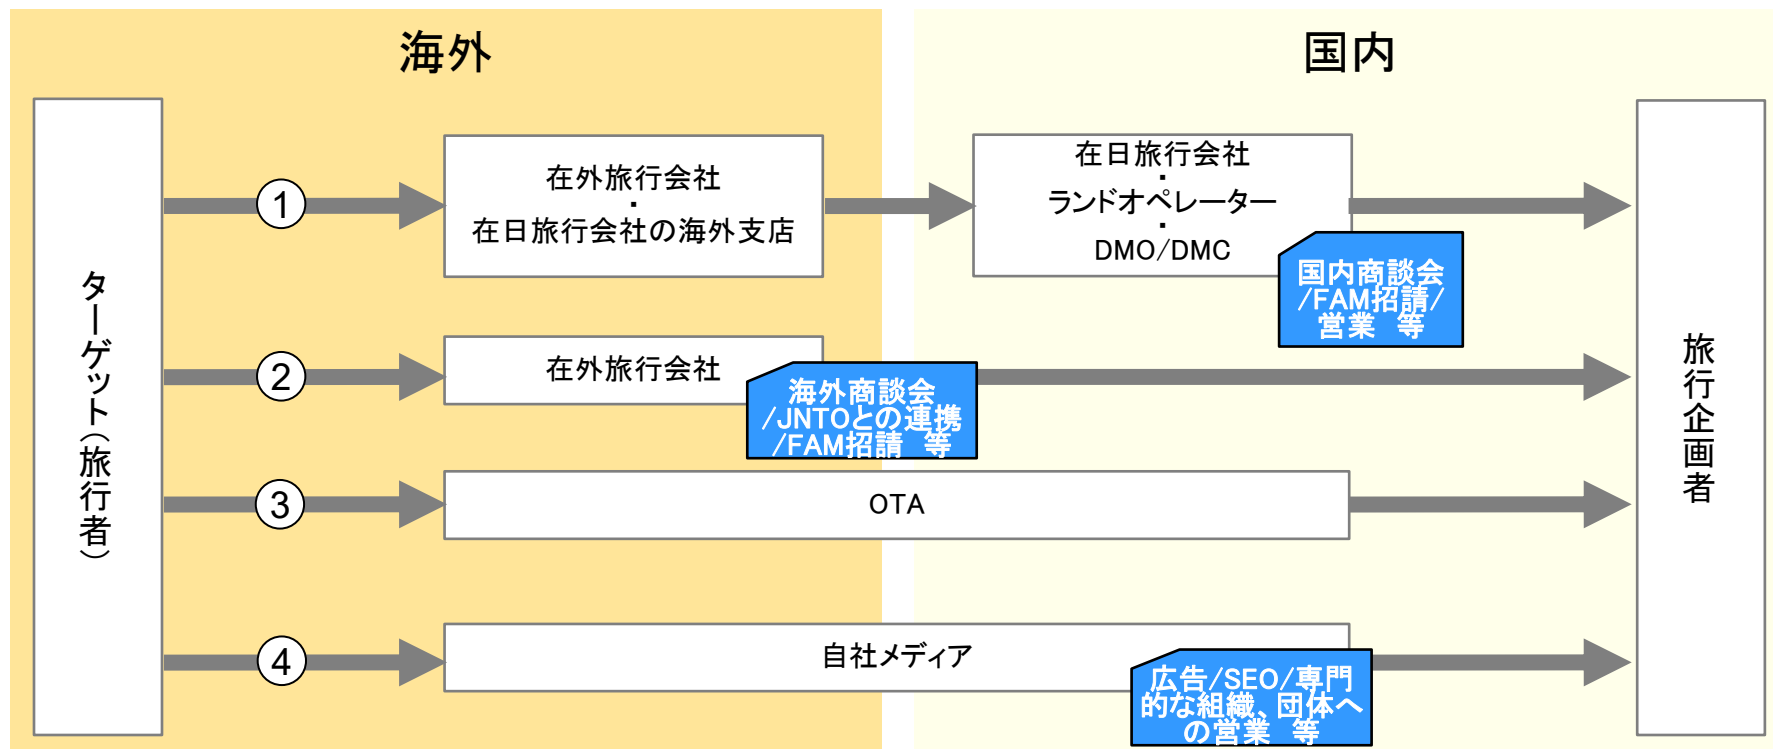 海外
国内
ターゲット（旅行者）
①
在外旅行会社
・
在日旅行会社の海外支店
在日旅行会社
・
ランドオペレーター
・
DMO/DMC
国内商談会
/FAM招請/
営業　等
②
在外旅行会社
海外商談会
/JNTOとの連携
/FAM招請　等
③
OTA
④
自社メディア
広告/SEO/専門
的な組織、団体へ
の営業　等
旅行企画者